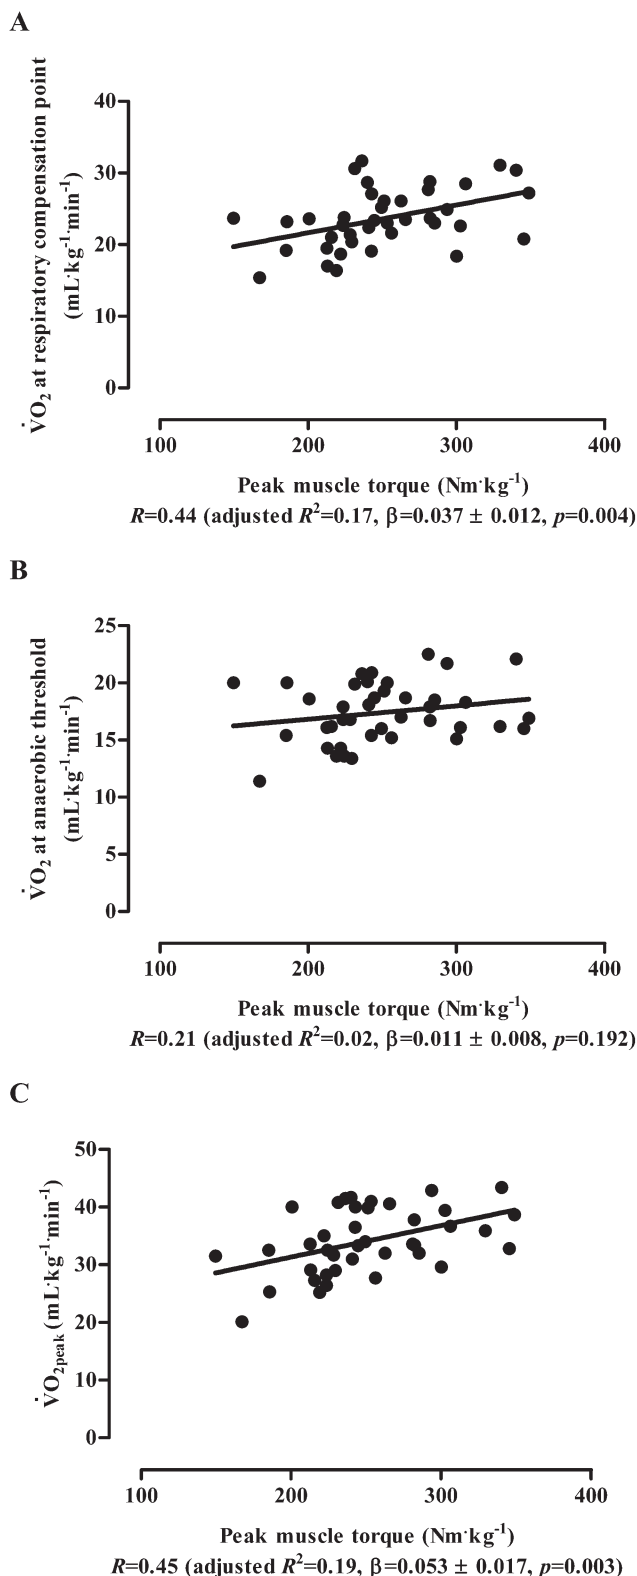 A
V̇O₂ at respiratory compensation point
(mL·kg⁻¹·min⁻¹)
40
30
20
10
0
100 200 300 400
Peak muscle torque (Nm·kg⁻¹)
R=0.44 (adjusted R²=0.17, β=0.037 ± 0.012, p=0.004)
B
V̇O₂ at anaerobic threshold
(mL·kg⁻¹·min⁻¹)
25
20
15
10
5
0
100 200 300 400
Peak muscle torque (Nm·kg⁻¹)
R=0.21 (adjusted R²=0.02, β=0.011 ± 0.008, p=0.192)
C
V̇O₂peak (mL·kg⁻¹·min⁻¹)
50
40
30
20
10
0
100 200 300 400
Peak muscle torque (Nm·kg⁻¹)
R=0.45 (adjusted R²=0.19, β=0.053 ± 0.017, p=0.003)